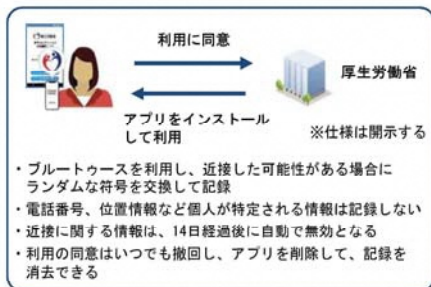 利用に同意
厚生労働省
アプリをインストール
して利用
※仕様は開示する
・ブルートゥースを利用し、近接した可能性がある場合に
ランダムな符号を交換して記録
・電話番号、位置情報など個人が特定される情報は記録しない
・近接に関する情報は、14日経過後に自動で無効となる
・利用の同意はいつでも撤回し、アプリを削除して、記録を
消去できる